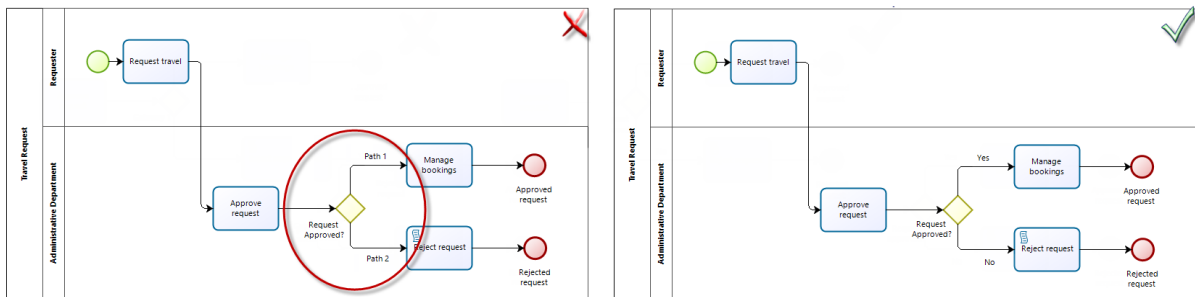 Travel Request
Requester
Request travel
Administrative Department
Approve
request
Request
Approved?
Path 1
Manage
bookings
Approved
request
Path 2
Reject request
Rejected
request
Travel Request
Requester
Request travel
Administrative Department
Approve
request
Request
Approved?
Yes
Manage
bookings
Approved
request
No
Reject request
Rejected
request